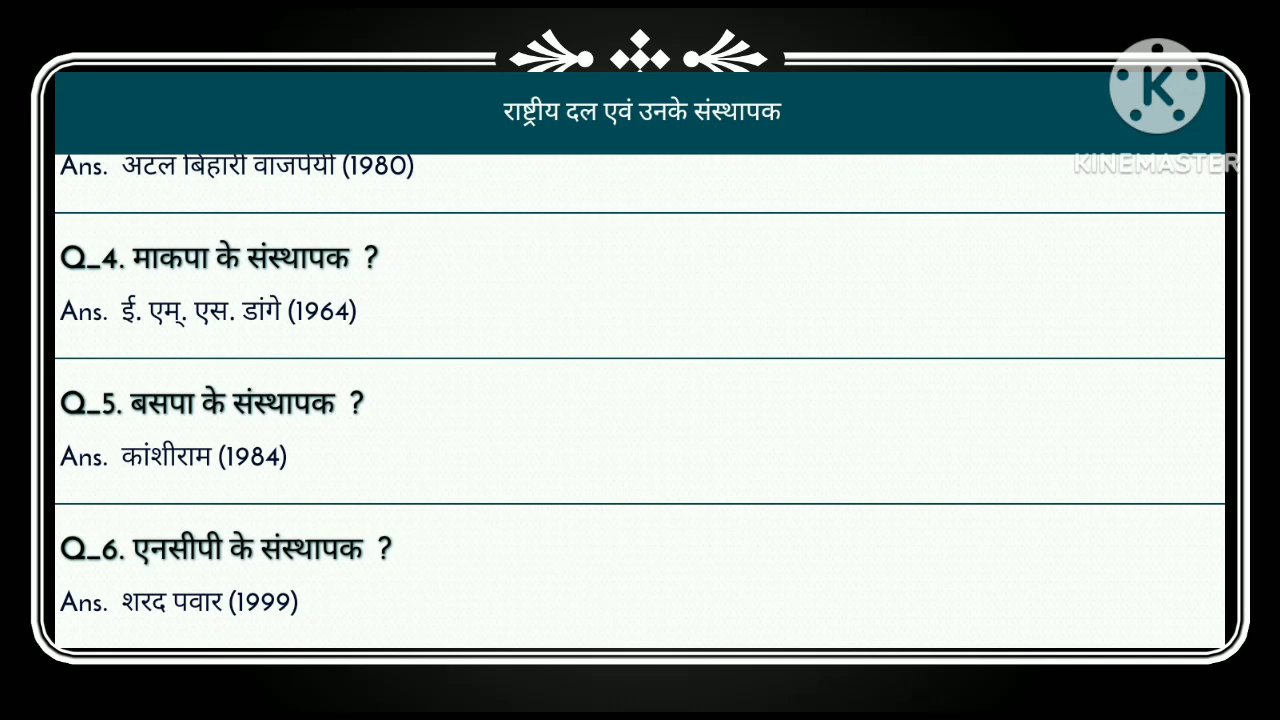 राष्ट्रीय दल एवं उनके संस्थापक
K
KINEMASTER
Ans. अटल बिहारी वाजपेयी (1980)
Q_4. माकपा के संस्थापक ?
Ans. ई. एम्. एस. डांगे (1964)
Q_5. बसपा के संस्थापक ?
Ans. कांशीराम (1984)
Q_6. एनसीपी के संस्थापक ?
Ans. शरद पवार (1999)